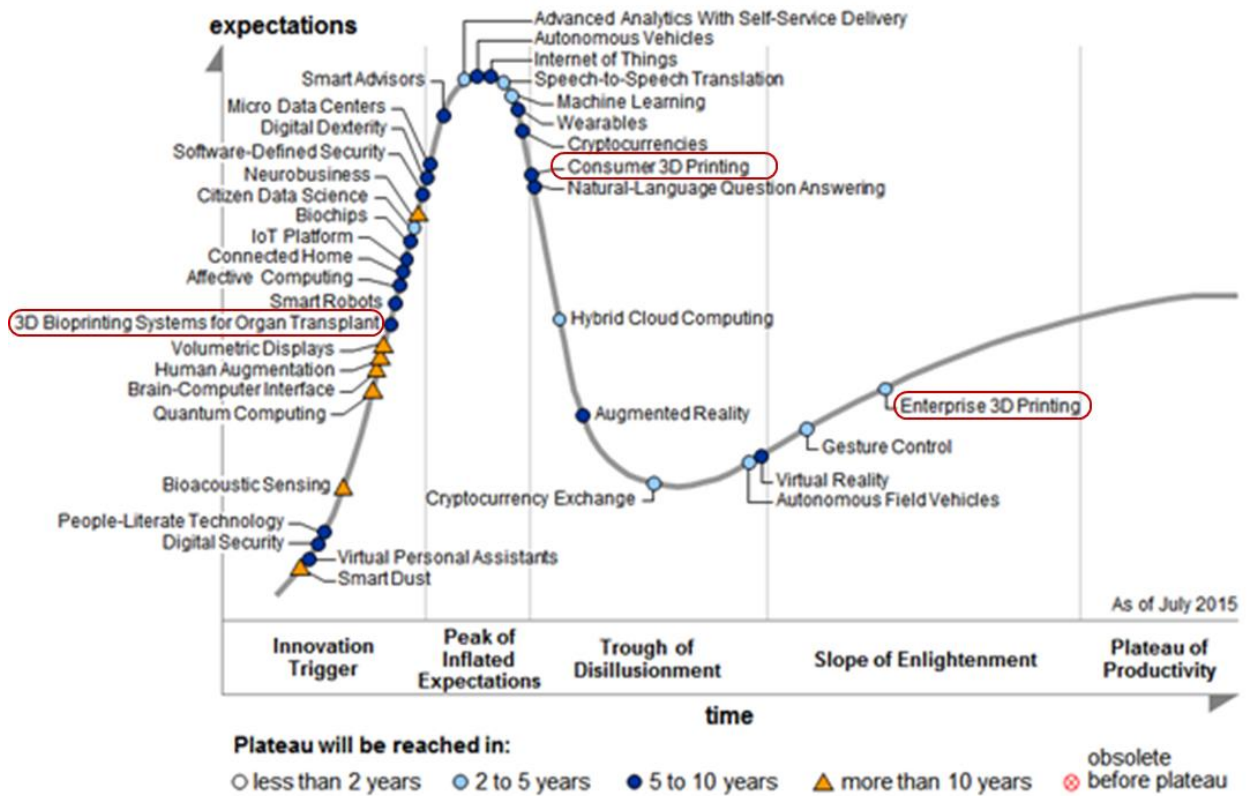 expectations
Advanced Analytics With Self-Service Delivery
Autonomous Vehicles
Internet of Things
Speech-to-Speech Translation
Machine Learning
Wearables
Cryptocurrencies
Consumer 3D Printing
Natural-Language Question Answering
Smart Advisors
Micro Data Centers
Digital Dexterity
Software-Defined Security
Neurobusiness
Citizen Data Science
Biochips
IoT Platform
Connected Home
Affective Computing
Smart Robots
3D Bioprinting Systems for Organ Transplant
Volumetric Displays
Human Augmentation
Brain-Computer Interface
Quantum Computing
Bioacoustic Sensing
People-Literate Technology
Digital Security
Virtual Personal Assistants
Smart Dust
Hybrid Cloud Computing
Augmented Reality
Cryptocurrency Exchange
Enterprise 3D Printing
Gesture Control
Virtual Reality
Autonomous Field Vehicles
As of July 2015
Innovation
Trigger
Peak of
Inflated
Expectations
Trough of
Disillusionment
Slope of Enlightenment
Plateau of
Productivity
time
Plateau will be reached in:
less than 2 years
2 to 5 years
5 to 10 years
more than 10 years
obsolete
before plateau